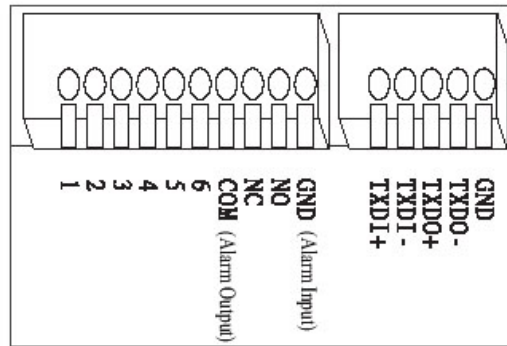 1
2
3
4
5
6
COM (Alarm Output)
NC
NO
GND (Alarm Input)
TXDI+
TXDI-
TXDO+
TXDO-
GND